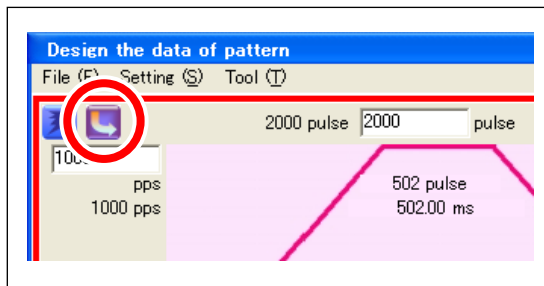 Design the data of pattern
File (F) Setting (S) Tool (T)
2000 pulse 2000 pulse
pps 502 pulse
1000 pps 502.00 ms